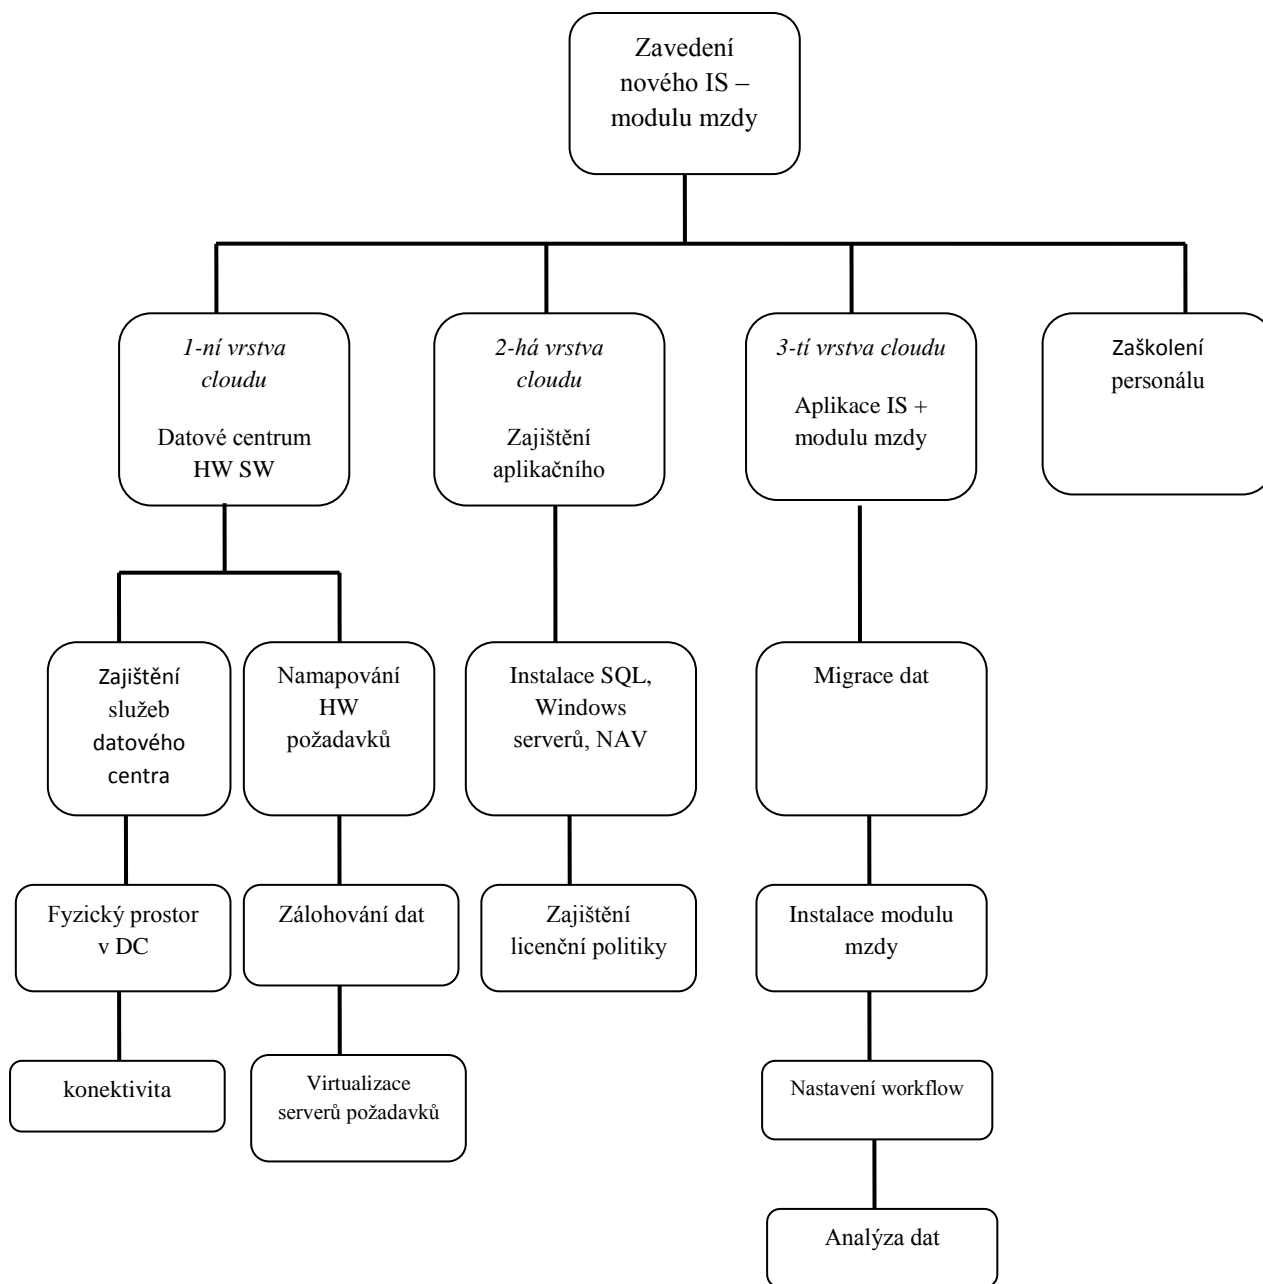 Zavedení
nového IS –
modulu mzdy
1-ní vrstva
cloudu
Datové centrum
HW SW
2-há vrstva
cloudu
Zajištění
aplikačního
3-tí vrstva cloudu
Aplikace IS +
modulu mzdy
Zaškolení
personálu
Zajištění
služeb
datového
centra
Namapování
HW
požadavků
Instalace SQL,
Windows
serverů, NAV
Migrace dat
Fyzický prostor
v DC
Zálohování dat
Zajištění
licenční politiky
Instalace modulu
mzdy
konektivita
Virtualizace
serverů požadavků
Nastavení workflow
Analýza dat